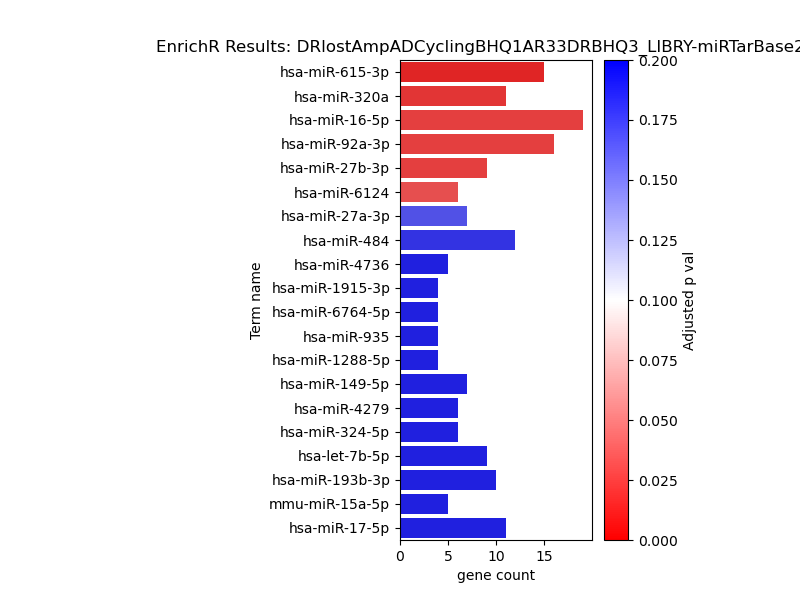 EnrichR Results: DRlostAmpADCyclingBHQ1AR33DRBHQ3_LIBRY-miRTarBase2
hsa-miR-615-3p
hsa-miR-320a
hsa-miR-16-5p
hsa-miR-92a-3p
hsa-miR-27b-3p
hsa-miR-6124
hsa-miR-27a-3p
hsa-miR-484
hsa-miR-4736
hsa-miR-1915-3p
hsa-miR-6764-5p
hsa-miR-935
hsa-miR-1288-5p
hsa-miR-149-5p
hsa-miR-4279
hsa-miR-324-5p
hsa-let-7b-5p
hsa-miR-193b-3p
mmu-miR-15a-5p
hsa-miR-17-5p
Term name
0 5 10 15
gene count
0.200
0.175
0.150
0.125
0.100
0.075
0.050
0.025
0.000
Adjusted p val